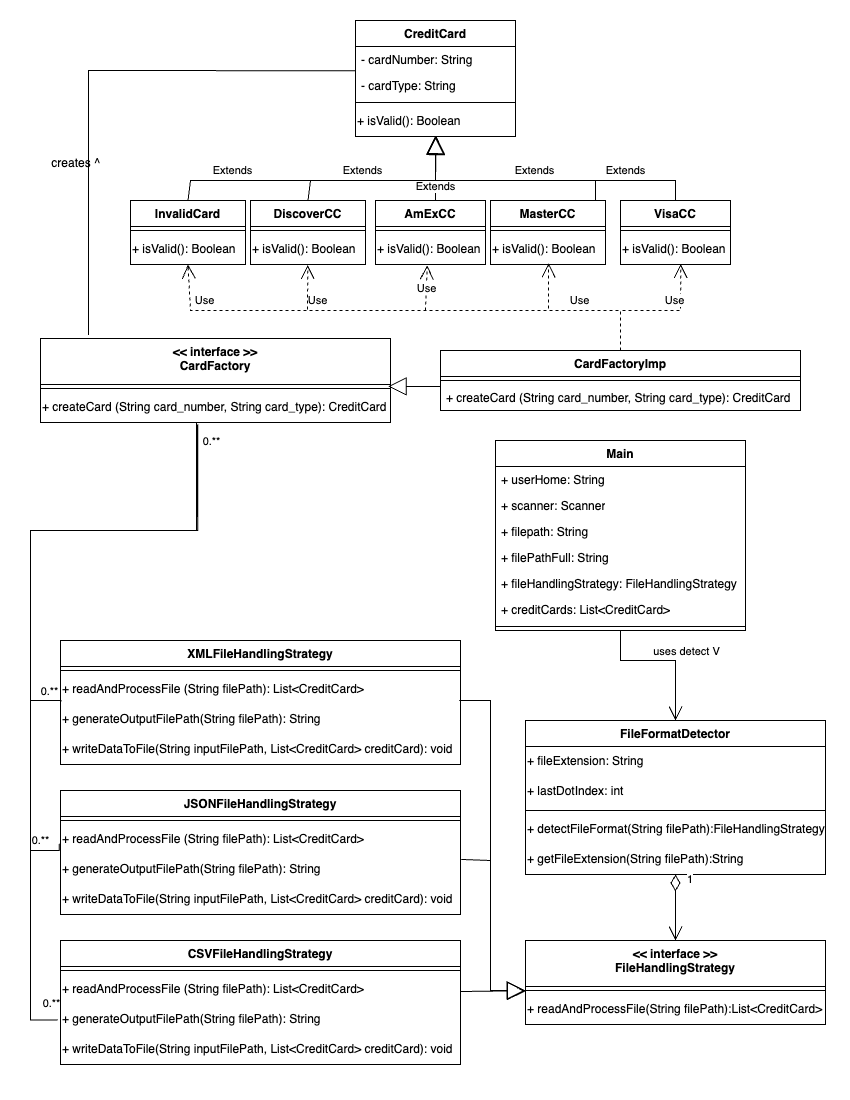 CreditCard
- cardNumber: String
- cardType: String
+ isValid(): Boolean
creates ^
Extends
Extends
Extends
Extends
Extends
InvalidCard
+ isValid(): Boolean
DiscoverCC
+ isValid(): Boolean
AmExCC
+ isValid(): Boolean
MasterCC
+ isValid(): Boolean
VisaCC
+ isValid(): Boolean
Use
Use
Use
Use
Use
<< interface >>
CardFactory
+ createCard (String card_number, String card_type): CreditCard
CardFactoryImp
+ createCard (String card_number, String card_type): CreditCard
0.**
Main
+ userHome: String
+ scanner: Scanner
+ filepath: String
+ filePathFull: String
+ fileHandlingStrategy: FileHandlingStrategy
+ creditCards: List<CreditCard>
uses detect V
XMLFileHandlingStrategy
0.**
+ readAndProcessFile (String filePath): List<CreditCard>
+ generateOutputFilePath(String filePath): String
+ writeDataToFile(String inputFilePath, List<CreditCard> creditCard): void
FileFormatDetector
+ fileExtension: String
+ lastDotIndex: int
+ detectFileFormat(String filePath):FileHandlingStrategy
+ getFileExtension(String filePath):String
1
JSONFileHandlingStrategy
0.**
+ readAndProcessFile (String filePath): List<CreditCard>
+ generateOutputFilePath(String filePath): String
+ writeDataToFile(String inputFilePath, List<CreditCard> creditCard): void
CSVFileHandlingStrategy
0.**
+ readAndProcessFile (String filePath): List<CreditCard>
+ generateOutputFilePath(String filePath): String
+ writeDataToFile(String inputFilePath, List<CreditCard> creditCard): void
<< interface >>
FileHandlingStrategy
+ readAndProcessFile(String filePath):List<CreditCard>